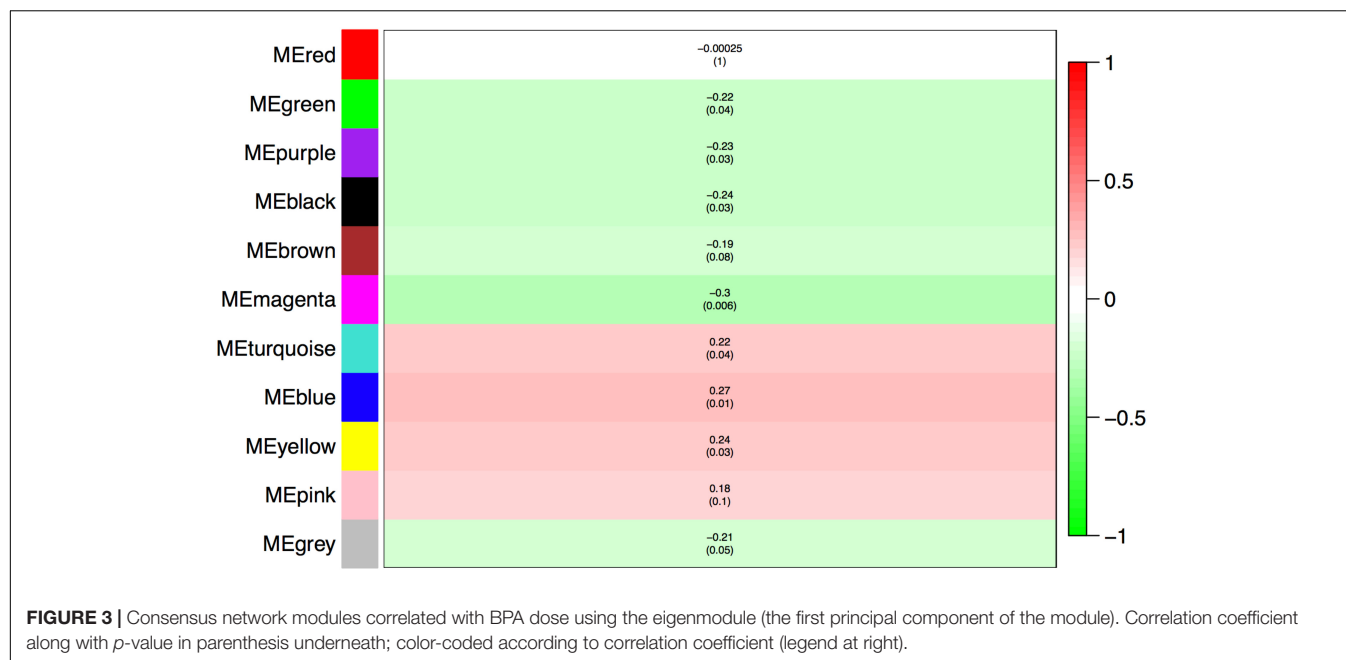 MEred
−0.00025
(1)
MEgreen
−0.22
(0.04)
MEpurple
−0.23
(0.03)
MEblack
−0.24
(0.03)
MEbrown
−0.19
(0.08)
MEmagenta
−0.3
(0.006)
MEturquoise
0.22
(0.04)
MEblue
0.27
(0.01)
MEyellow
0.24
(0.03)
MEpink
0.18
(0.1)
MEgrey
−0.21
(0.05)
1
0.5
0
−0.5
−1
FIGURE 3 | Consensus network modules correlated with BPA dose using the eigenmodule (the first principal component of the module). Correlation coefficient
along with p-value in parenthesis underneath; color-coded according to correlation coefficient (legend at right).